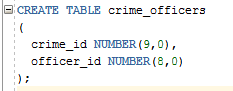 CREATE TABLE crime_officers
(
crime_id NUMBER(9,0),
officer_id NUMBER(8,0)
);